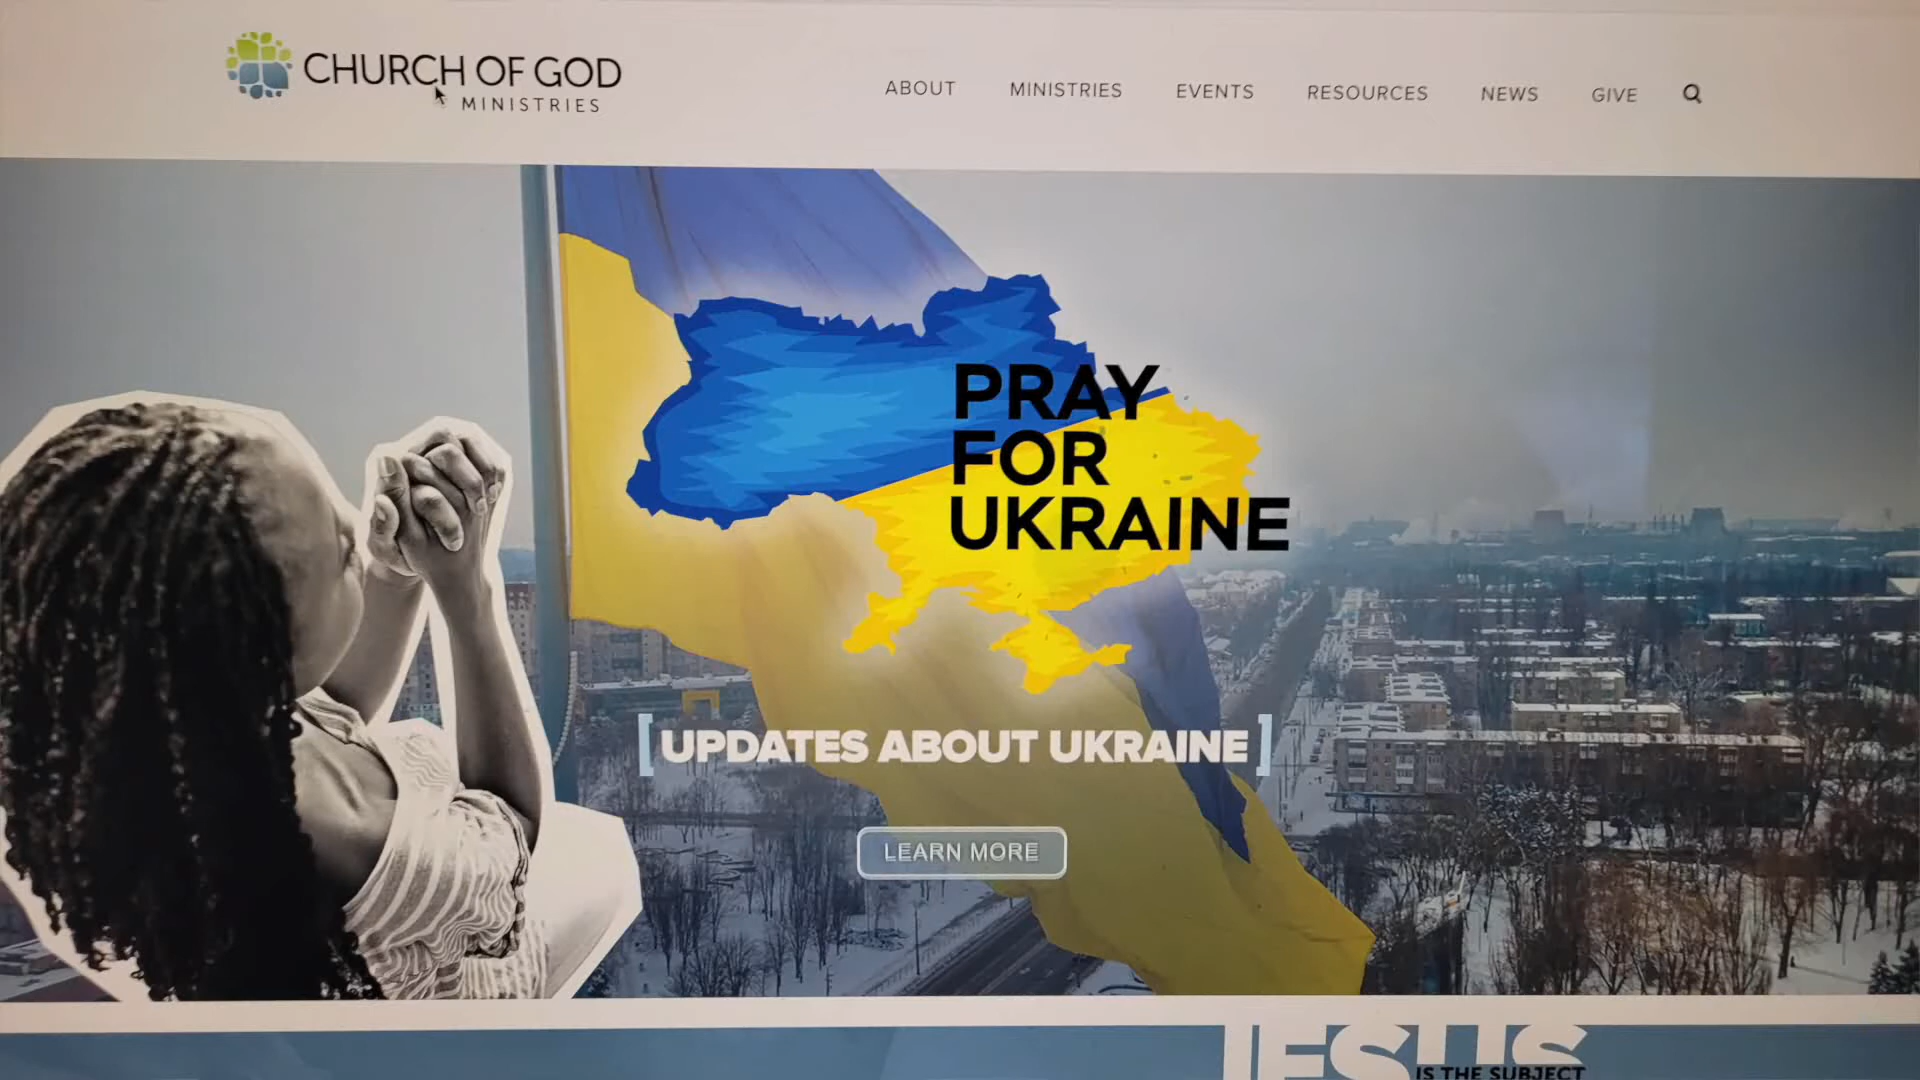 CHURCH OF GOD
MINISTRIES
ABOUT MINISTRIES EVENTS RESOURCES NEWS GIVE
PRAY
FOR
UKRAINE
[UPDATES ABOUT UKRAINE]
LEARN MORE
JESUS
IS THE SUBJECT